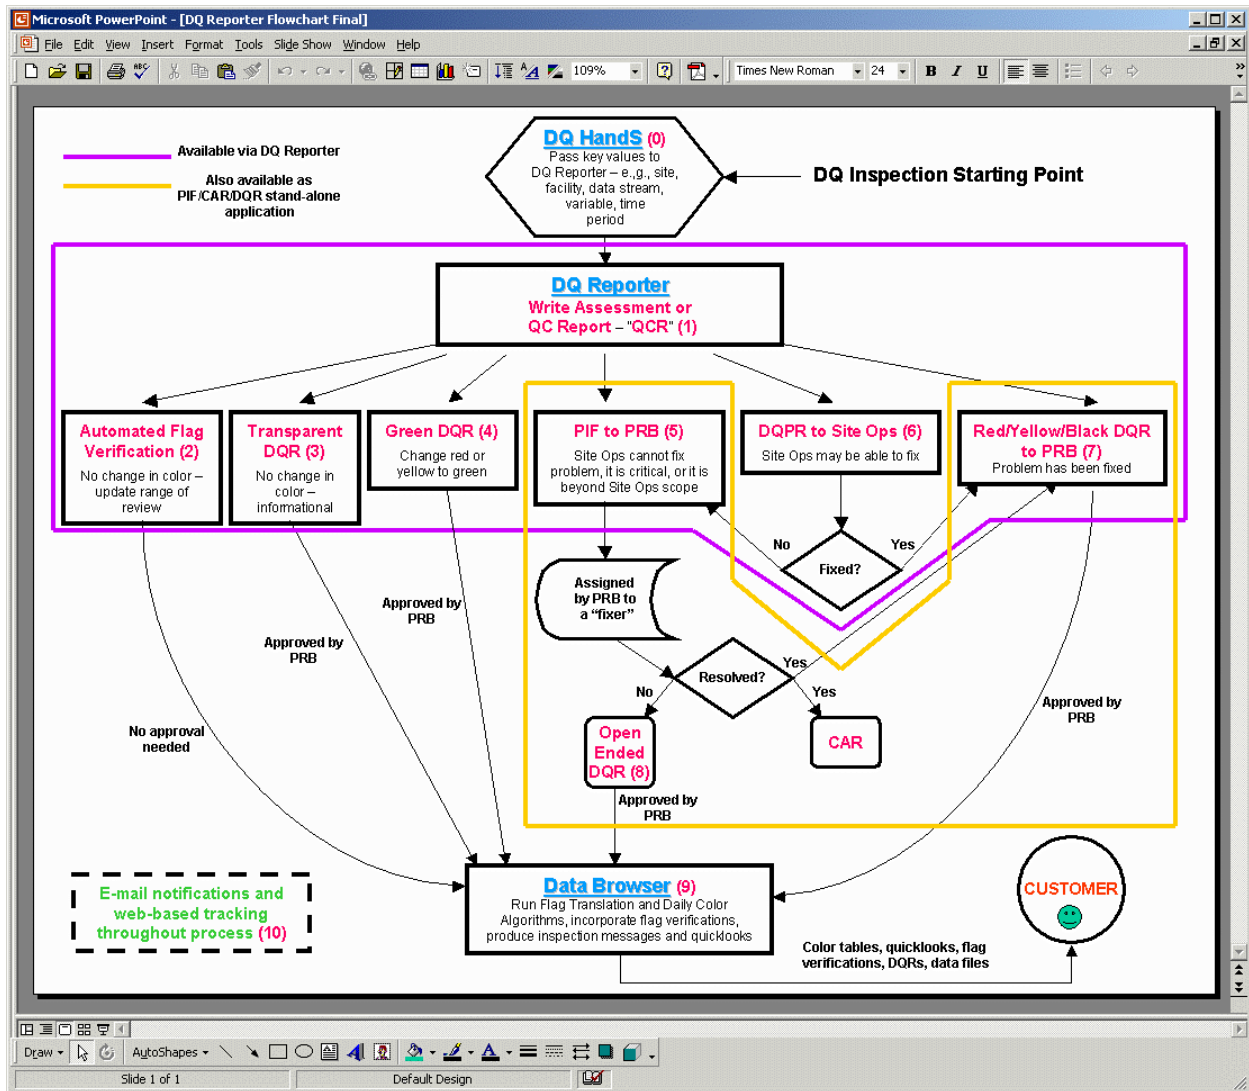 Microsoft PowerPoint - [DQ Reporter Flowchart Final]
File Edit View Insert Format Tools Slide Show Window Help
109%
Times New Roman
24
B I U
Available via DQ Reporter
Also available as
PIF/CAR/DQR stand-alone
application
DQ HandS (0)
Pass key values to
DQ Reporter – e.,g., site,
facility, data stream,
variable, time
period
DQ Inspection Starting Point
DQ Reporter
Write Assessment or
QC Report – "QCR" (1)
Automated Flag
Verification (2)
No change in color –
update range of
review
Transparent
DQR (3)
No change in
color –
informational
Green DQR (4)
Change red or
yellow to green
PIF to PRB (5)
Site Ops cannot fix
problem, it is critical, or it is
beyond Site Ops scope
DQPR to Site Ops (6)
Site Ops may be able to fix
Red/Yellow/Black DQR
to PRB (7)
Problem has been fixed
No
Yes
Fixed?
Assigned
by PRB to
a “fixer”
Approved by
PRB
Approved by
PRB
Resolved?
Yes
No
Yes
No approval
needed
Open
Ended
DQR (8)
CAR
Approved by
PRB
Approved by
PRB
Data Browser (9)
Run Flag Translation and Daily Color
Algorithms, incorporate flag verifications,
produce inspection messages and quicklooks
CUSTOMER
E-mail notifications and
web-based tracking
throughout process (10)
Color tables, quicklooks, flag
verifications, DQRs, data files
Draw
AutoShapes
Slide 1 of 1
Default Design